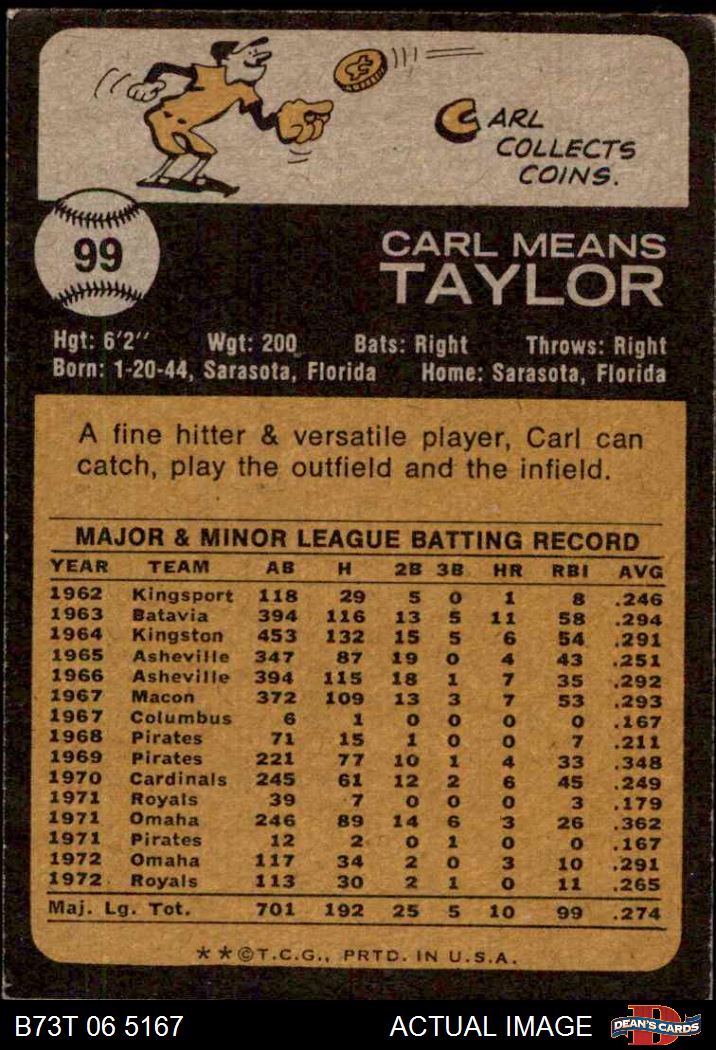 CARL
COLLECTS
COINS.
99
CARL MEANS
TAYLOR
Hgt: 6'2" Wgt: 200 Bats: Right Throws: Right
Born: 1-20-44, Sarasota, Florida Home: Sarasota, Florida
A fine hitter & versatile player, Carl can
catch, play the outfield and the infield.
MAJOR & MINOR LEAGUE BATTING RECORD
YEAR TEAM AB H 2B 3B HR RBI AVG
1962 Kingsport 118 29 5 0 1 8 .246
1963 Batavia 394 116 13 5 11 58 .294
1964 Kingston 453 132 15 5 6 54 .291
1965 Asheville 347 87 19 0 4 43 .251
1966 Asheville 394 115 18 1 7 35 .292
1967 Macon 372 109 13 3 7 53 .293
1967 Columbus 6 1 0 0 0 0 .167
1968 Pirates 71 15 1 0 0 7 .211
1969 Pirates 221 77 10 1 4 33 .348
1970 Cardinals 245 61 12 2 6 45 .249
1971 Royals 39 7 0 0 0 3 .179
1971 Omaha 246 89 14 6 3 26 .362
1971 Pirates 12 2 0 1 0 0 .167
1972 Omaha 117 34 2 0 3 10 .291
1972 Royals 113 30 2 1 0 11 .265
Maj. Lg. Tot. 701 192 25 5 10 99 .274
**©T.C.G., PRTD. IN U.S.A.
B73T 06 5167 ACTUAL IMAGE DEAN'S CARDS